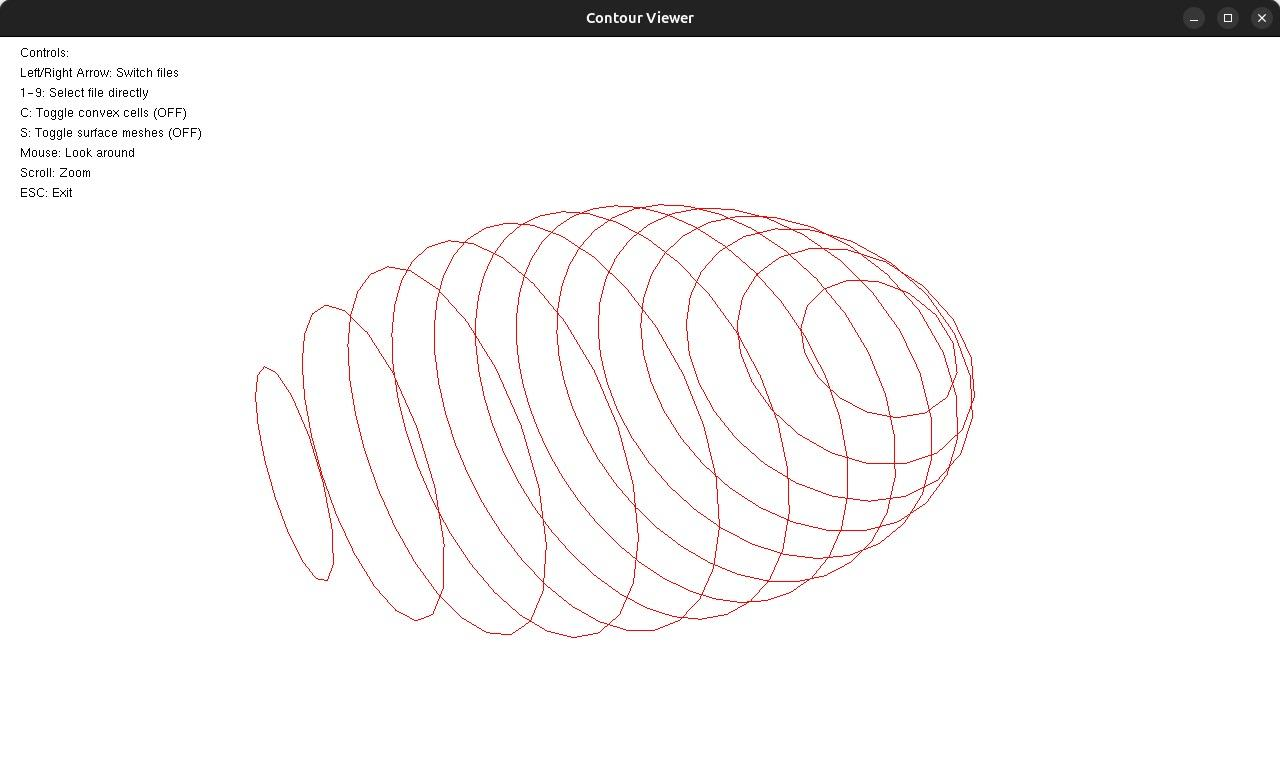 Contour Viewer
Controls:
Left/Right Arrow: Switch files
1-9: Select file directly
C: Toggle convex cells (OFF)
S: Toggle surface meshes (OFF)
Mouse: Look around
Scroll: Zoom
ESC: Exit